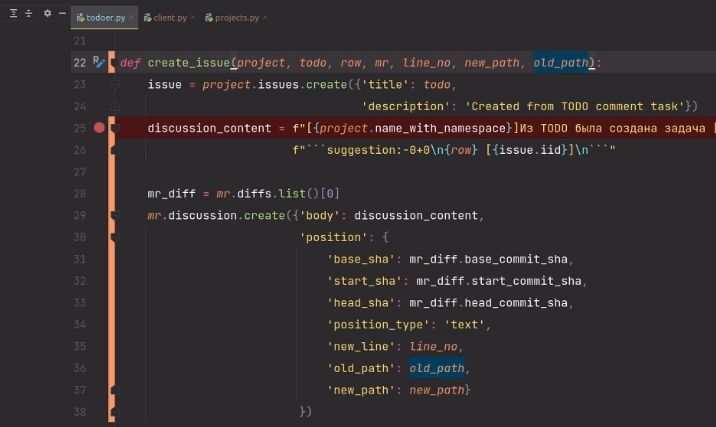 todoer.py client.py projects.py
21
22 def create_issue(project, todo, row, mr, line_no, new_path, old_path):
23 issue = project.issues.create({'title': todo,
24 'description': 'Created from TODO comment task'})
25 discussion_content = f"[{project.name_with_namespace}]Из TODO была создана задача [
26 f"```suggestion:-0+0\n{row} [{issue.iid}]\n```"
27
28 mr_diff = mr.diffs.list()[0]
29 mr.discussion.create({'body': discussion_content,
30 'position': {
31 'base_sha': mr_diff.base_commit_sha,
32 'start_sha': mr_diff.start_commit_sha,
33 'head_sha': mr_diff.head_commit_sha,
34 'position_type': 'text',
35 'new_line': line_no,
36 'old_path': old_path,
37 'new_path': new_path}
38 })